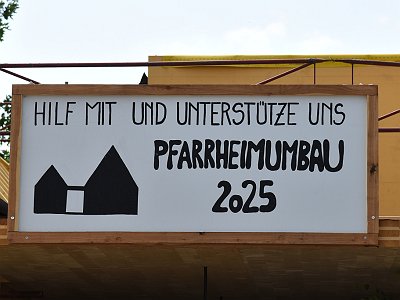 HILF MIT UND UNTERSTÜTZE UNS
PFARRHEIMUMBAU
2025